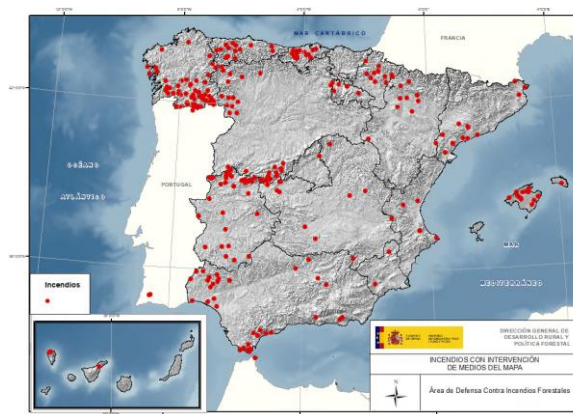 MAR CANTÁBRICO
FRANCIA
OCÉANO
ATLÁNTICO
PORTUGAL
MAR
MEDITERRÁNEO
Incendios
DIRECCIÓN GENERAL DE
DESARROLLO RURAL Y
POLÍTICA FORESTAL
INCENDIOS CON INTERVENCIÓN
DE MEDIOS DEL MAPA
N
Área de Defensa Contra Incendios Forestales